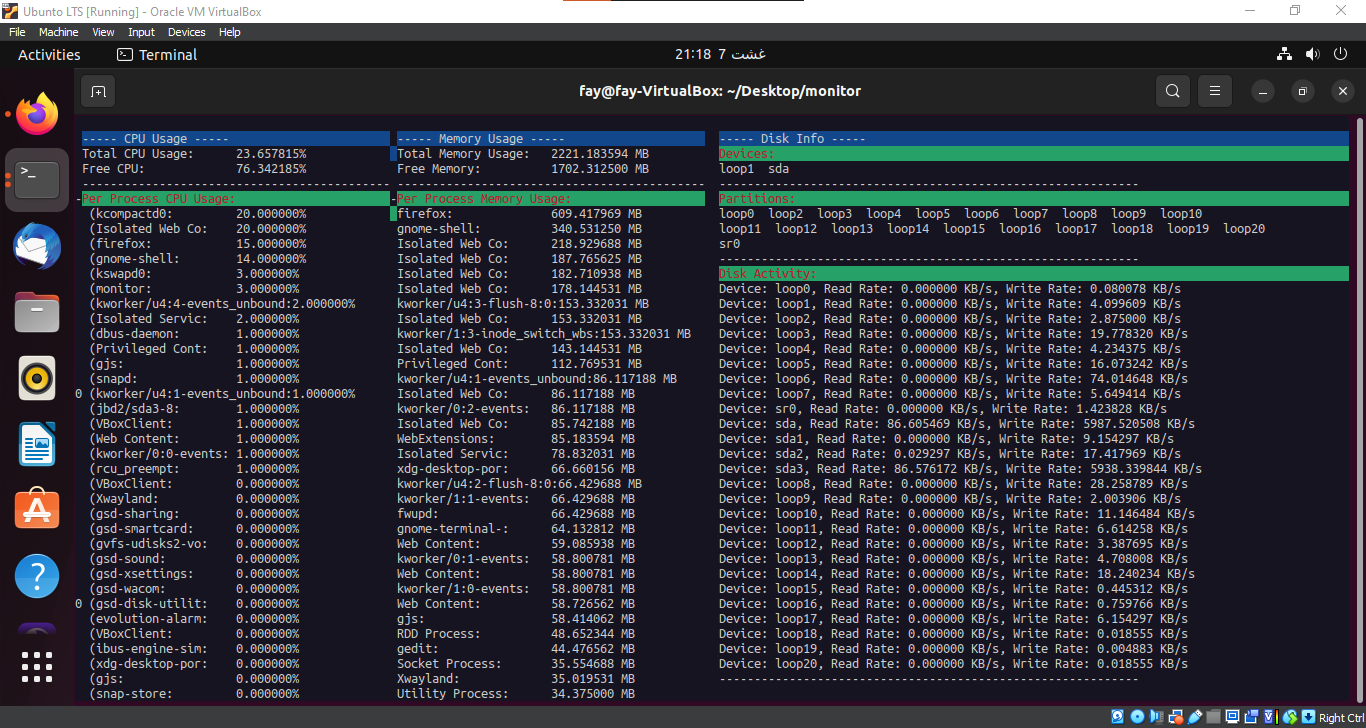 Ubunto LTS [Running] - Oracle VM VirtualBox
File Machine View Input Devices Help
Activities Terminal 21:18 7 غشت
fay@fay-VirtualBox: ~/Desktop/monitor
----- CPU Usage -----
Total CPU Usage: 23.657815%
Free CPU: 76.342185%
Per Process CPU Usage:
(kcompactd0: 20.000000%
(Isolated Web Co: 20.000000%
(firefox: 15.000000%
(gnome-shell: 14.000000%
(kswapd0: 3.000000%
(monitor: 3.000000%
(kworker/u4:4-events_unbound:2.000000%
(Isolated Servic: 2.000000%
(dbus-daemon: 1.000000%
(Privileged Cont: 1.000000%
(gjs: 1.000000%
(snapd: 1.000000%
0 (kworker/u4:1-events_unbound:1.000000%
(jbd2/sda3-8: 1.000000%
(VBoxClient: 1.000000%
(Web Content: 1.000000%
(kworker/0:0-events: 1.000000%
(rcu_preempt: 1.000000%
(VBoxClient: 0.000000%
(Xwayland: 0.000000%
(gsd-sharing: 0.000000%
(gsd-smartcard: 0.000000%
(gvfs-udisks2-vo: 0.000000%
(gsd-sound: 0.000000%
(gsd-xsettings: 0.000000%
(gsd-wacom: 0.000000%
0 (gsd-disk-utilit: 0.000000%
(evolution-alarm: 0.000000%
(VBoxClient: 0.000000%
(ibus-engine-sim: 0.000000%
(xdg-desktop-por: 0.000000%
(gjs: 0.000000%
(snap-store: 0.000000%
----- Memory Usage -----
Total Memory Usage: 2221.183594 MB
Free Memory: 1702.312500 MB
Per Process Memory Usage:
firefox: 609.417969 MB
gnome-shell: 340.531250 MB
Isolated Web Co: 218.929688 MB
Isolated Web Co: 187.765625 MB
Isolated Web Co: 182.710938 MB
Isolated Web Co: 178.144531 MB
kworker/u4:3-flush-8:0:153.332031 MB
Isolated Web Co: 153.332031 MB
kworker/1:3-inode_switch_wbs:153.332031 MB
Isolated Web Co: 143.144531 MB
Privileged Cont: 112.769531 MB
kworker/u4:1-events_unbound:86.117188 MB
Isolated Web Co: 86.117188 MB
kworker/0:2-events: 86.117188 MB
Isolated Web Co: 85.742188 MB
WebExtensions: 85.183594 MB
Isolated Servic: 78.832031 MB
xdg-desktop-por: 66.660156 MB
kworker/u4:2-flush-8:0:66.429688 MB
kworker/1:1-events: 66.429688 MB
fwupd: 66.429688 MB
gnome-terminal-: 64.132812 MB
Web Content: 59.085938 MB
kworker/0:1-events: 58.800781 MB
Web Content: 58.800781 MB
kworker/1:0-events: 58.800781 MB
Web Content: 58.726562 MB
gjs: 58.414062 MB
RDD Process: 48.652344 MB
gedit: 44.476562 MB
Socket Process: 35.554688 MB
Xwayland: 35.019531 MB
Utility Process: 34.375000 MB
----- Disk Info -----
Devices:
loop1 sda
Partitions:
loop0 loop2 loop3 loop4 loop5 loop6 loop7 loop8 loop9 loop10
loop11 loop12 loop13 loop14 loop15 loop16 loop17 loop18 loop19 loop20
sr0
Disk Activity:
Device: loop0, Read Rate: 0.000000 KB/s, Write Rate: 0.080078 KB/s
Device: loop1, Read Rate: 0.000000 KB/s, Write Rate: 4.099609 KB/s
Device: loop2, Read Rate: 0.000000 KB/s, Write Rate: 2.875000 KB/s
Device: loop3, Read Rate: 0.000000 KB/s, Write Rate: 19.778320 KB/s
Device: loop4, Read Rate: 0.000000 KB/s, Write Rate: 4.234375 KB/s
Device: loop5, Read Rate: 0.000000 KB/s, Write Rate: 16.073242 KB/s
Device: loop6, Read Rate: 0.000000 KB/s, Write Rate: 74.014648 KB/s
Device: loop7, Read Rate: 0.000000 KB/s, Write Rate: 5.649414 KB/s
Device: sr0, Read Rate: 0.000000 KB/s, Write Rate: 1.423828 KB/s
Device: sda, Read Rate: 86.605469 KB/s, Write Rate: 5987.520508 KB/s
Device: sda1, Read Rate: 0.000000 KB/s, Write Rate: 9.154297 KB/s
Device: sda2, Read Rate: 0.029297 KB/s, Write Rate: 17.417969 KB/s
Device: sda3, Read Rate: 86.576172 KB/s, Write Rate: 5938.339844 KB/s
Device: loop8, Read Rate: 0.000000 KB/s, Write Rate: 28.258789 KB/s
Device: loop9, Read Rate: 0.000000 KB/s, Write Rate: 2.003906 KB/s
Device: loop10, Read Rate: 0.000000 KB/s, Write Rate: 11.146484 KB/s
Device: loop11, Read Rate: 0.000000 KB/s, Write Rate: 6.614258 KB/s
Device: loop12, Read Rate: 0.000000 KB/s, Write Rate: 3.387695 KB/s
Device: loop13, Read Rate: 0.000000 KB/s, Write Rate: 4.708008 KB/s
Device: loop14, Read Rate: 0.000000 KB/s, Write Rate: 18.240234 KB/s
Device: loop15, Read Rate: 0.000000 KB/s, Write Rate: 0.445312 KB/s
Device: loop16, Read Rate: 0.000000 KB/s, Write Rate: 0.759766 KB/s
Device: loop17, Read Rate: 0.000000 KB/s, Write Rate: 6.154297 KB/s
Device: loop18, Read Rate: 0.000000 KB/s, Write Rate: 0.018555 KB/s
Device: loop19, Read Rate: 0.000000 KB/s, Write Rate: 0.004883 KB/s
Device: loop20, Read Rate: 0.000000 KB/s, Write Rate: 0.018555 KB/s
Right Ctrl